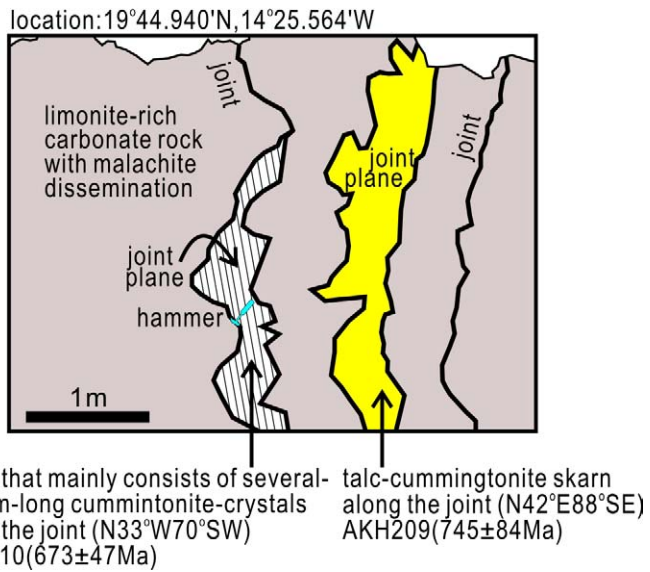 location:19°44.940'N,14°25.564'W
joint
limonite-rich
carbonate rock
with malachite
dissemination
joint
plane
joint
joint
plane
hammer
1m
that mainly consists of several-
-long cummintonite-crystals
the joint (N33°W70°SW)
10(673±47Ma)
talc-cummingtonite skarn
along the joint (N42°E88°SE)
AKH209(745±84Ma)